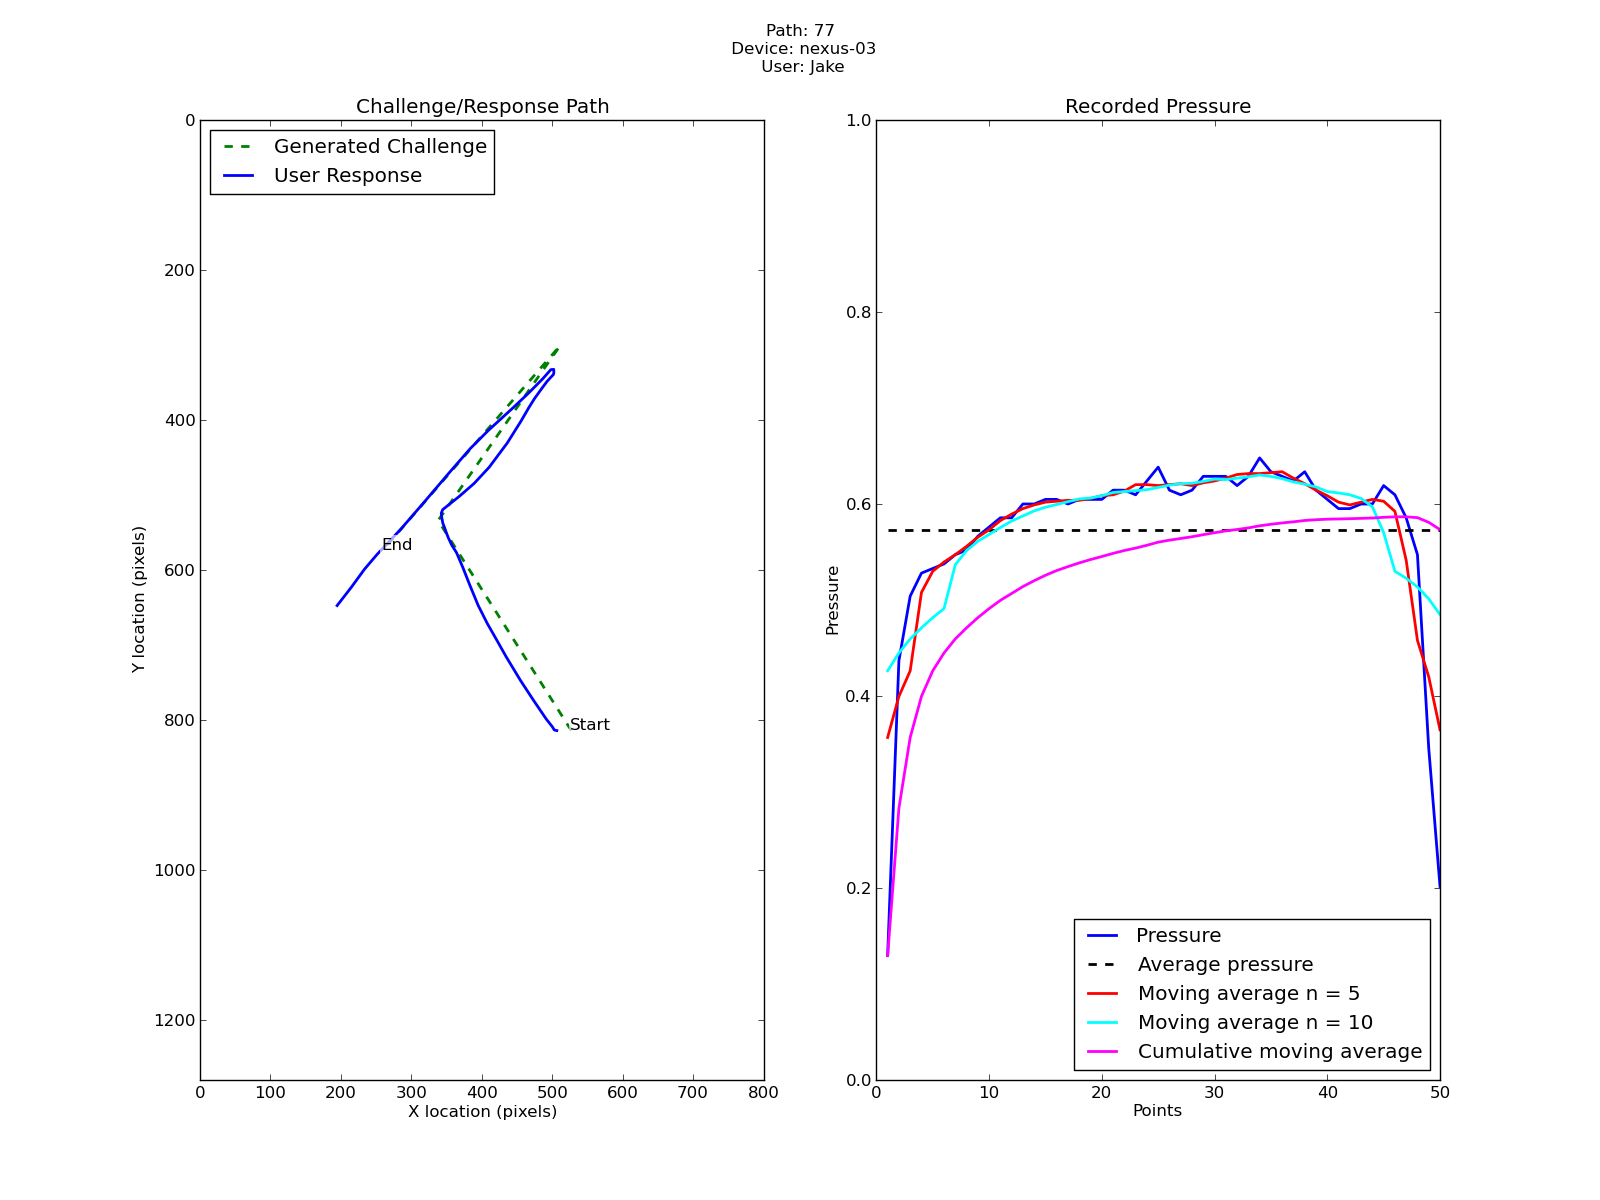 Path: 77
Device: nexus-03
User: Jake
Challenge/Response Path
0
200
400
600
800
1000
1200
Y location (pixels)
Generated Challenge
User Response
End
Start
0 100 200 300 400 500 600 700 800
X location (pixels)
Recorded Pressure
1.0
0.8
0.6
0.4
0.2
0.0
Pressure
Pressure
Average pressure
Moving average n = 5
Moving average n = 10
Cumulative moving average
0 10 20 30 40 50
Points